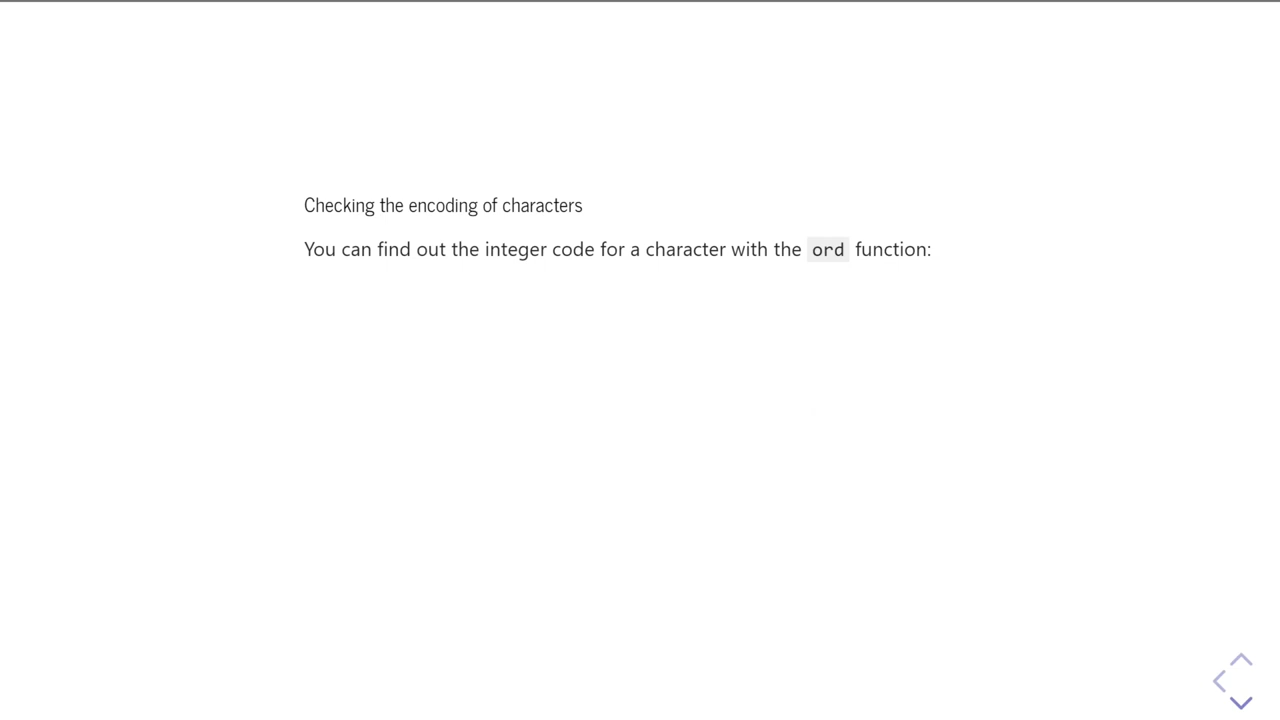 Checking the encoding of characters
You can find out the integer code for a character with the ord function: